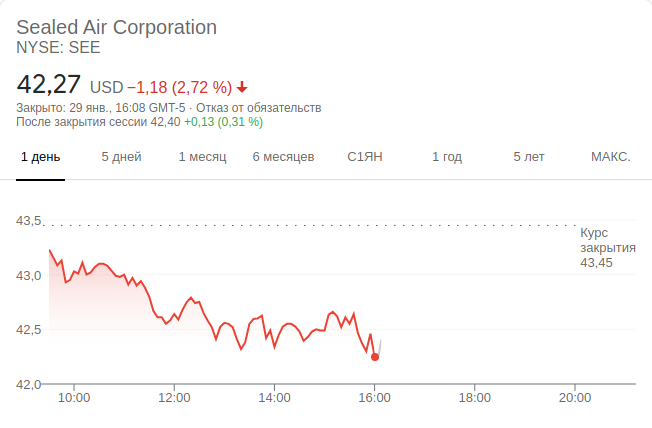 Sealed Air Corporation
NYSE: SEE
42,27 USD −1,18 (2,72 %)
Закрыто: 29 янв., 16:08 GMT-5 · Отказ от обязательств
После закрытия сессии 42,40 +0,13 (0,31 %)
1 день 5 дней 1 месяц 6 месяцев С1ЯН 1 год 5 лет МАКС.
43,5
Курс
закрытия
43,45
43,0
42,5
42,0
10:00 12:00 14:00 16:00 18:00 20:00